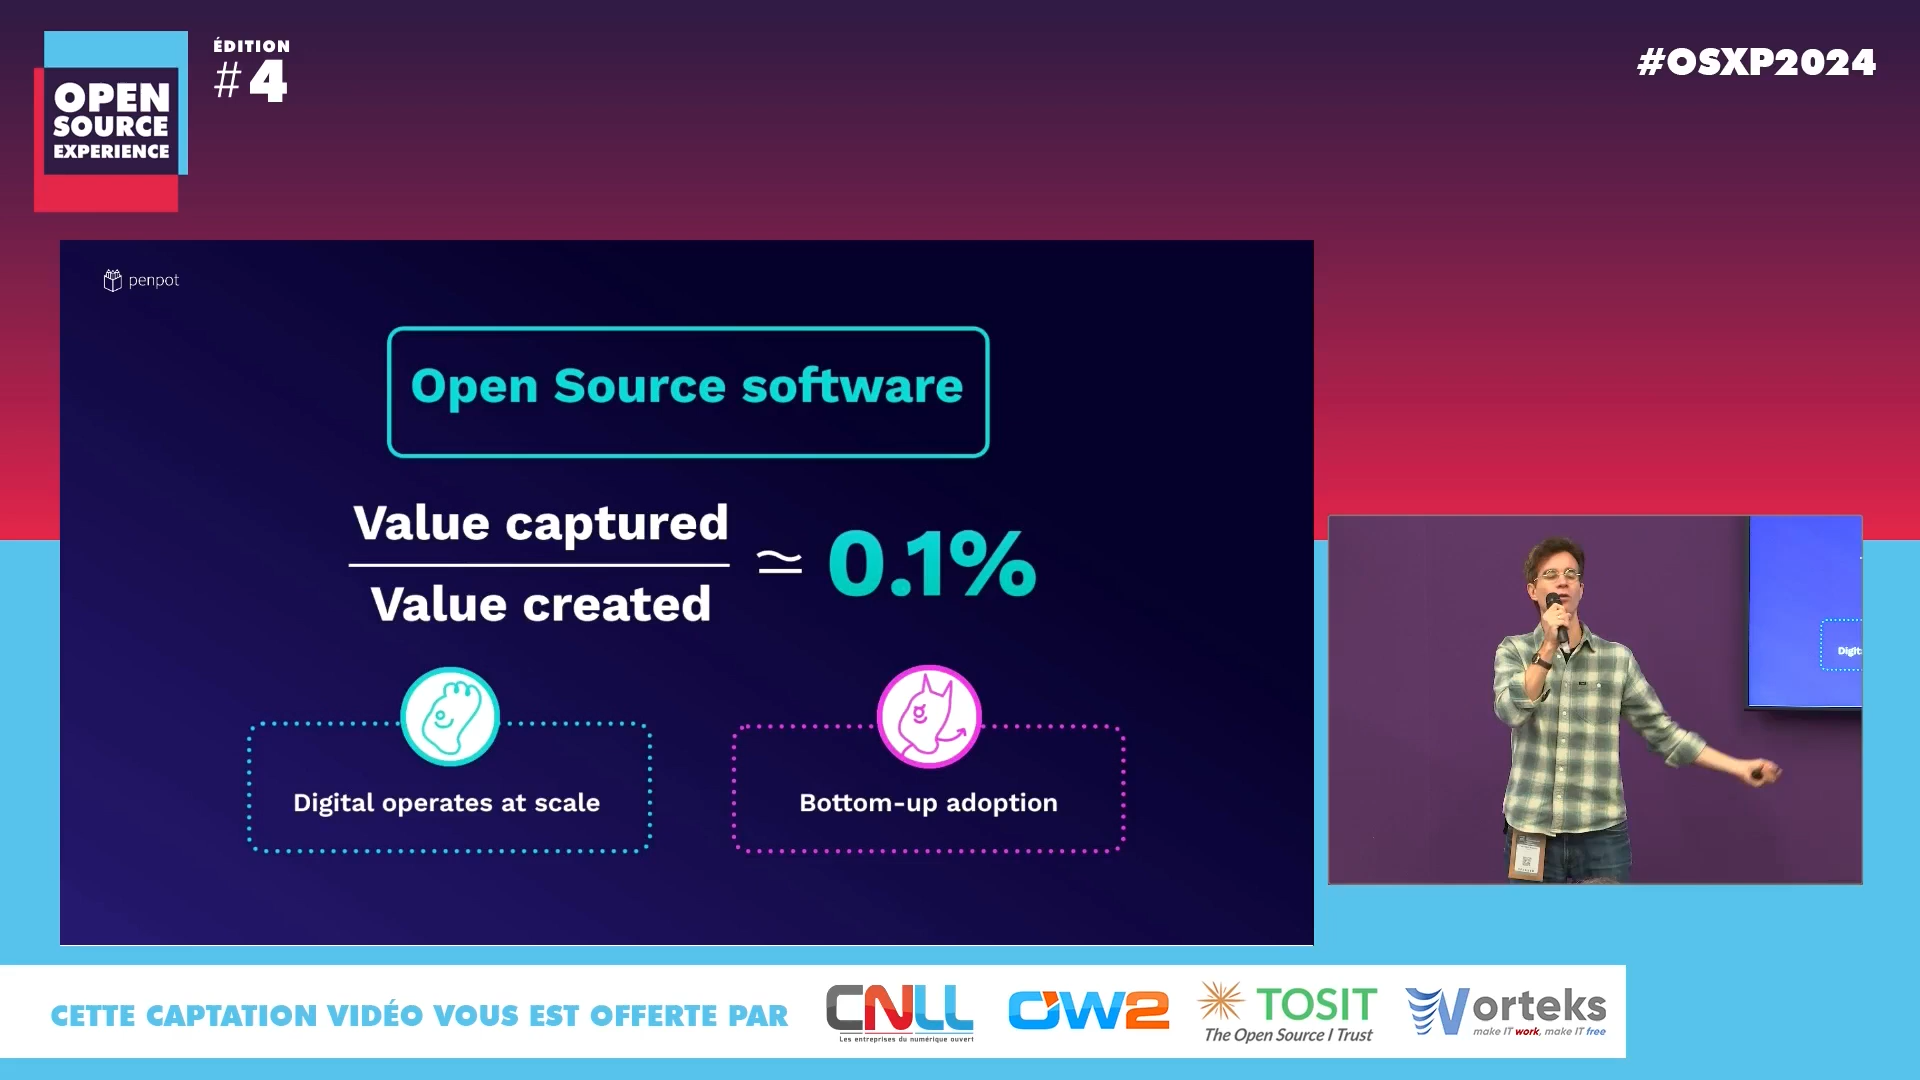 ÉDITION
#4
OPEN
SOURCE
EXPERIENCE
#OSXP2024
penpot
Open Source software
Value captured
Value created
≃ 0.1%
Digital operates at scale
Bottom-up adoption
Digit
CETTE CAPTATION VIDÉO VOUS EST OFFERTE PAR
CNLL
Les entreprises du numérique ouvert
OW2
TOSIT
The Open Source I Trust
Worteks
make IT work, make IT free